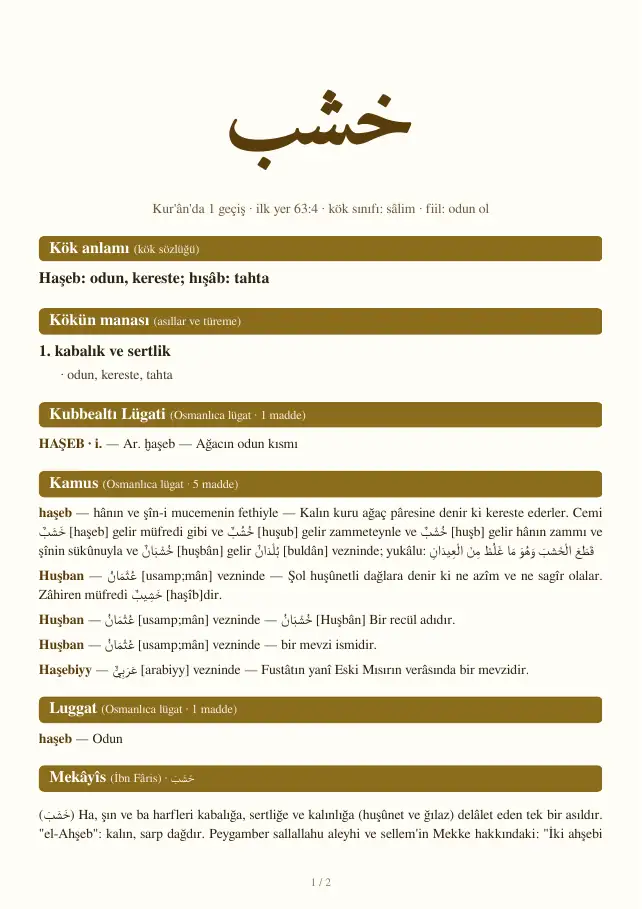 خشب
Kur'ân'da 1 geçiş · ilk yer 63:4 · kök sınıfı: sâlim · fiil: odun ol
Kök anlamı (kök sözlüğü)
Haşeb: odun, kereste; hışâb: tahta
Kökün manası (asıllar ve türeme)
1. kabalık ve sertlik
· odun, kereste, tahta
Kubbealtı Lügati (Osmanlıca lügat · 1 madde)
HAŞEB · i. — Ar. ḫaşeb — Ağacın odun kısmı
Kamus (Osmanlıca lügat · 5 madde)
haşeb — hânın ve şîn-i mucemenin fethiyle — Kalın kuru ağaç pâresine denir ki kereste ederler. Cemi
خَشَبٌ [haşeb] gelir müfredi gibi ve خُشُبٌ [huşub] gelir zammeteynle ve خُشْبٌ [huşb] gelir hânın zammı ve
şînin sükûnuyla ve خُشْبَانٌ [huşbân] gelir بُلْدَانٌ [buldân] vezninde; yukâlu: قَطَعَ الْخَشَبَ وَهُوَ مَا غَلُظَ مِنَ الْعِيدَانِ
Huşban — عُثْمَانُ [usamp;mân] vezninde — Şol huşûnetli dağlara denir ki ne azîm ve ne sagîr olalar.
Zâhiren müfredi خَشِيبٌ [haşîb]dir.
Huşban — عُثْمَانُ [usamp;mân] vezninde — خُشْبَانُ [Huşbân] Bir recül adıdır.
Huşban — عُثْمَانُ [usamp;mân] vezninde — bir mevzi ismidir.
Haşebiyy — عَرَبِيٌّ [arabiyy] vezninde — Fustâtın yanî Eski Mısırın verâsında bir mevzidir.
Luggat (Osmanlıca lügat · 1 madde)
haşeb — Odun
Mekâyîs (İbn Fâris) · خَشَبَ
(خَشَبَ) Ha, şın ve ba harfleri kabalığa, sertliğe ve kalınlığa (huşûnet ve ğılaz) delâlet eden tek bir asıldır.
"el-Ahşeb": kalın, sarp dağdır. Peygamber sallallahu aleyhi ve sellem'in Mekke hakkındaki: "İki ahşebi
1 / 2